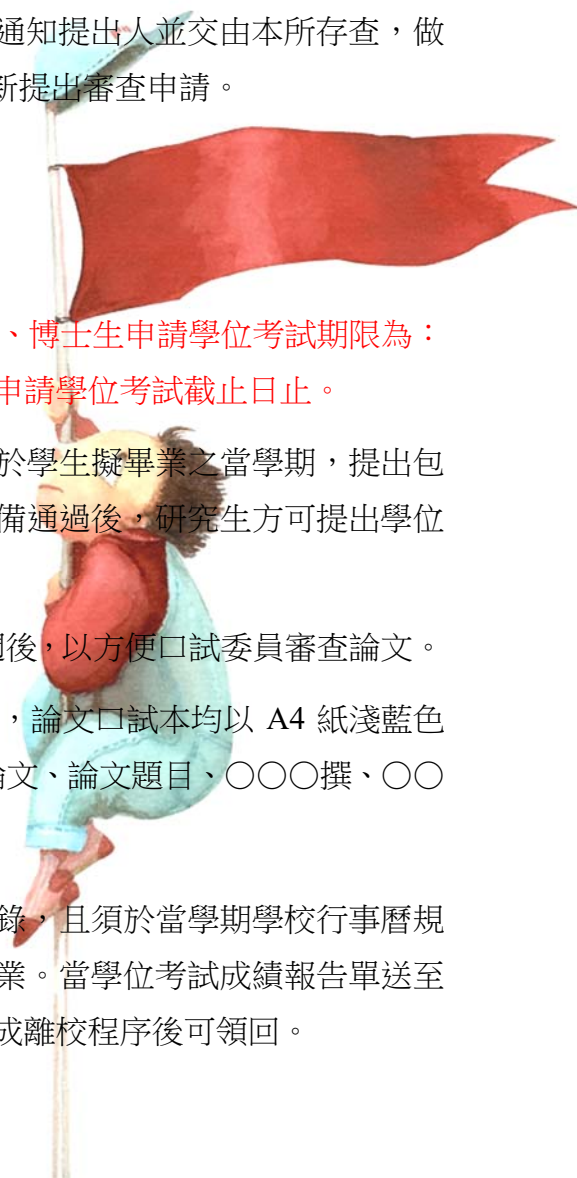 通知提出人並交由本所存查，做
新提出審查申請。
、博士生申請學位考試期限為：
申請學位考試截止日止。
於學生擬畢業之當學期，提出包
備通過後，研究生方可提出學位
後，以方便口試委員審查論文。
，論文口試本均以 A4 紙淺藍色
論文、論文題目、○○○撰、○○
錄，且須於當學期學校行事曆規
業。當學位考試成績報告單送至
成離校程序後可領回。